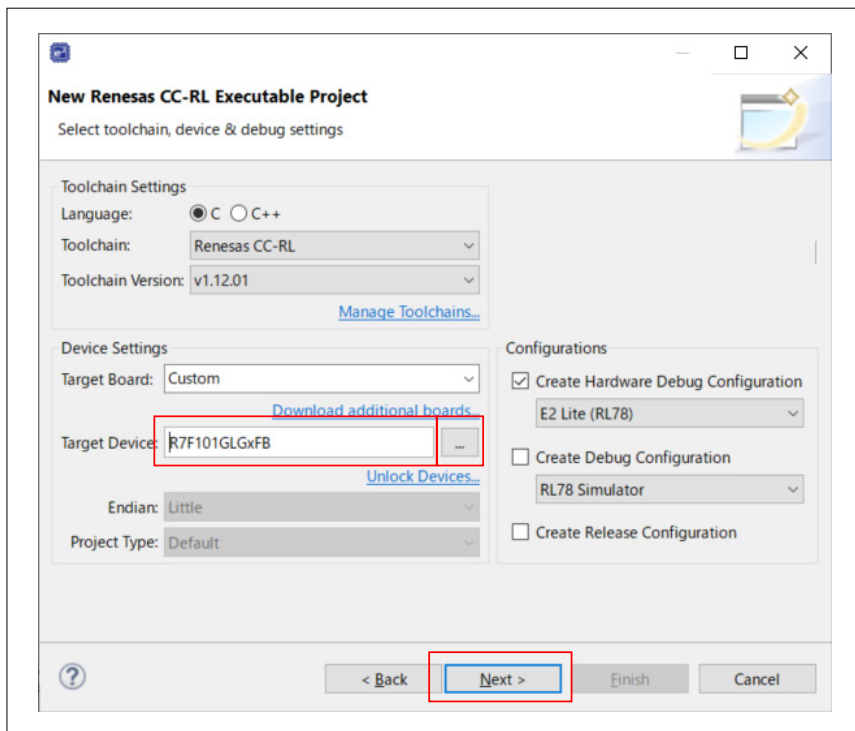 New Renesas CC-RL Executable Project
Select toolchain, device & debug settings
Toolchain Settings
Language: C C++
Toolchain: Renesas CC-RL
Toolchain Version: v1.12.01
Manage Toolchains...
Device Settings
Target Board: Custom
Download additional boards...
Target Device: R7F101GLGxFB ...
Unlock Devices...
Endian: Little
Project Type: Default
Configurations
Create Hardware Debug Configuration
E2 Lite (RL78)
Create Debug Configuration
RL78 Simulator
Create Release Configuration
? < Back Next > Finish Cancel